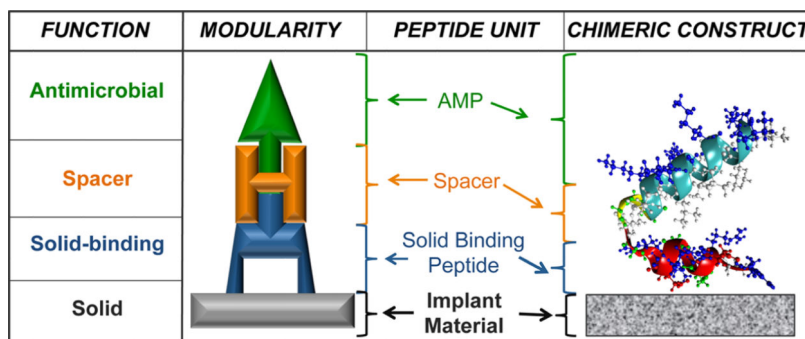 FUNCTION MODULARITY PEPTIDE UNIT CHIMERIC CONSTRUCT
Antimicrobial
AMP
Spacer
Spacer
Solid-binding
Solid Binding
Peptide
Solid
Implant
Material